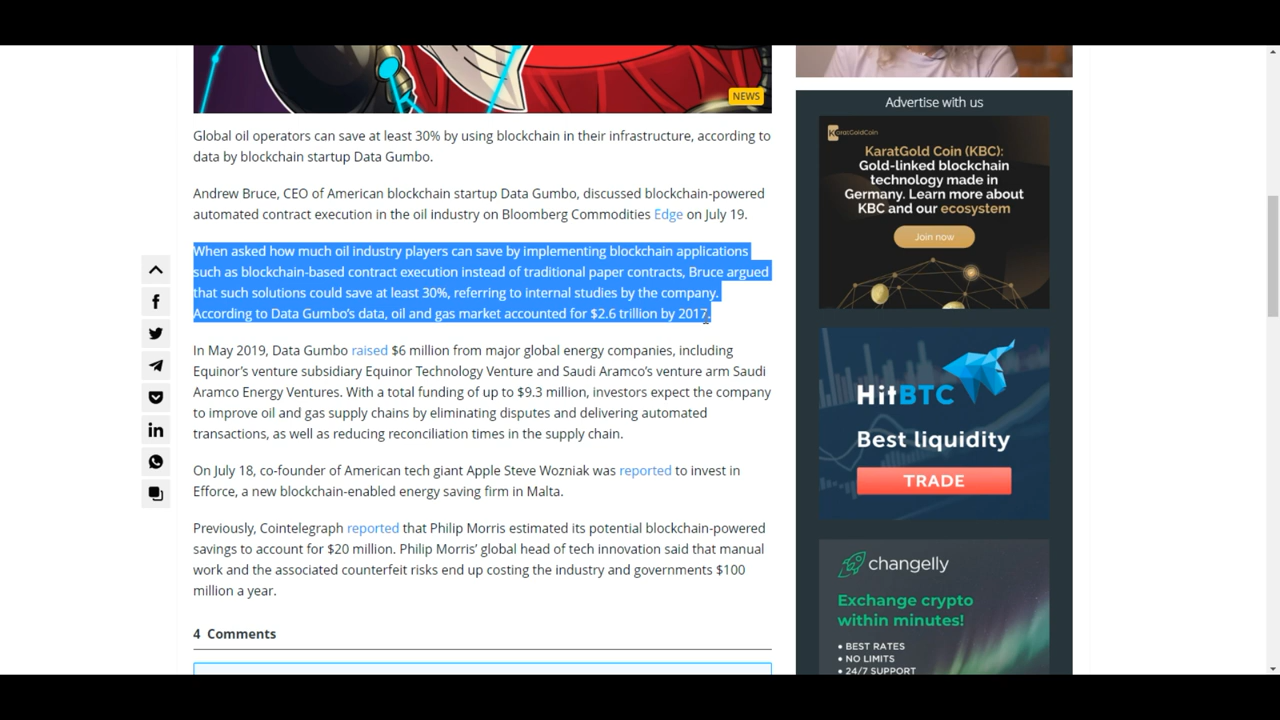 NEWS
Global oil operators can save at least 30% by using blockchain in their infrastructure, according to
data by blockchain startup Data Gumbo.
Andrew Bruce, CEO of American blockchain startup Data Gumbo, discussed blockchain-powered
automated contract execution in the oil industry on Bloomberg Commodities Edge on July 19.
When asked how much oil industry players can save by implementing blockchain applications
such as blockchain-based contract execution instead of traditional paper contracts, Bruce argued
that such solutions could save at least 30%, referring to internal studies by the company.
According to Data Gumbo's data, oil and gas market accounted for $2.6 trillion by 2017.
In May 2019, Data Gumbo raised $6 million from major global energy companies, including
Equinor's venture subsidiary Equinor Technology Venture and Saudi Aramco's venture arm Saudi
Aramco Energy Ventures. With a total funding of up to $9.3 million, investors expect the company
to improve oil and gas supply chains by eliminating disputes and delivering automated
transactions, as well as reducing reconciliation times in the supply chain.
On July 18, co-founder of American tech giant Apple Steve Wozniak was reported to invest in
Efforce, a new blockchain-enabled energy saving firm in Malta.
Previously, Cointelegraph reported that Philip Morris estimated its potential blockchain-powered
savings to account for $20 million. Philip Morris' global head of tech innovation said that manual
work and the associated counterfeit risks end up costing the industry and governments $100
million a year.
4 Comments
Advertise with us
KaratGoldCoin
KaratGold Coin (KBC):
Gold-linked blockchain
technology made in
Germany. Learn more about
KBC and our ecosystem
Join now
HitBTC
Best liquidity
TRADE
changelly
Exchange crypto
within minutes!
• BEST RATES
• NO LIMITS
• 24/7 SUPPORT